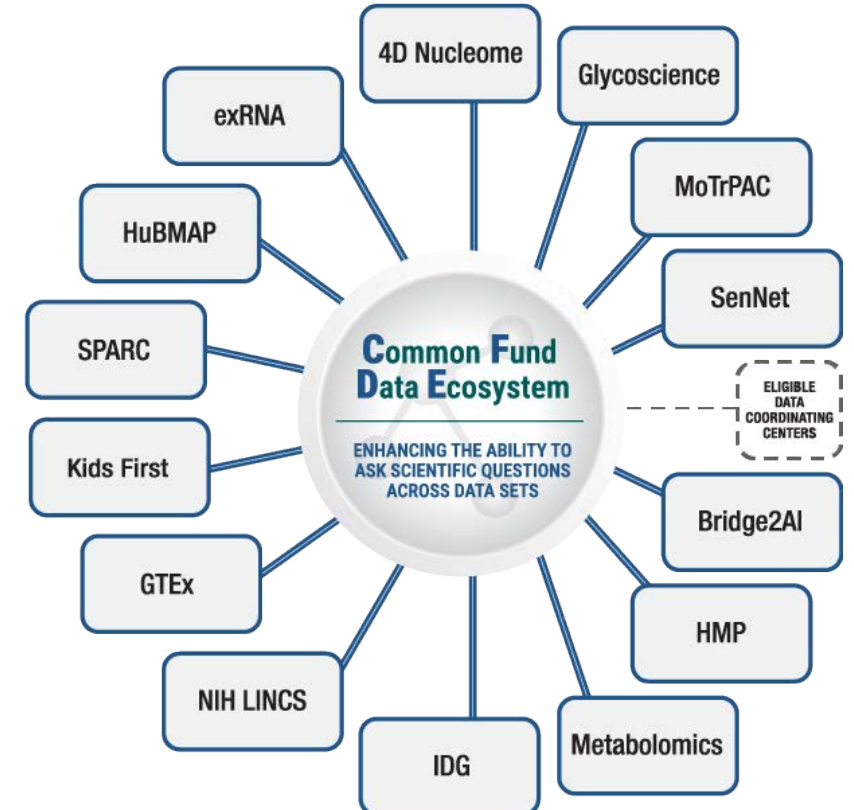 4D Nucleome
Glycoscience
MoTrPAC
SenNet
ELIGIBLE
DATA
COORDINATING
CENTERS
Bridge2AI
HMP
Metabolomics
IDG
NIH LINCS
GTEx
Kids First
SPARC
HuBMAP
exRNA
Common Fund
Data Ecosystem
ENHANCING THE ABILITY TO
ASK SCIENTIFIC QUESTIONS
ACROSS DATA SETS